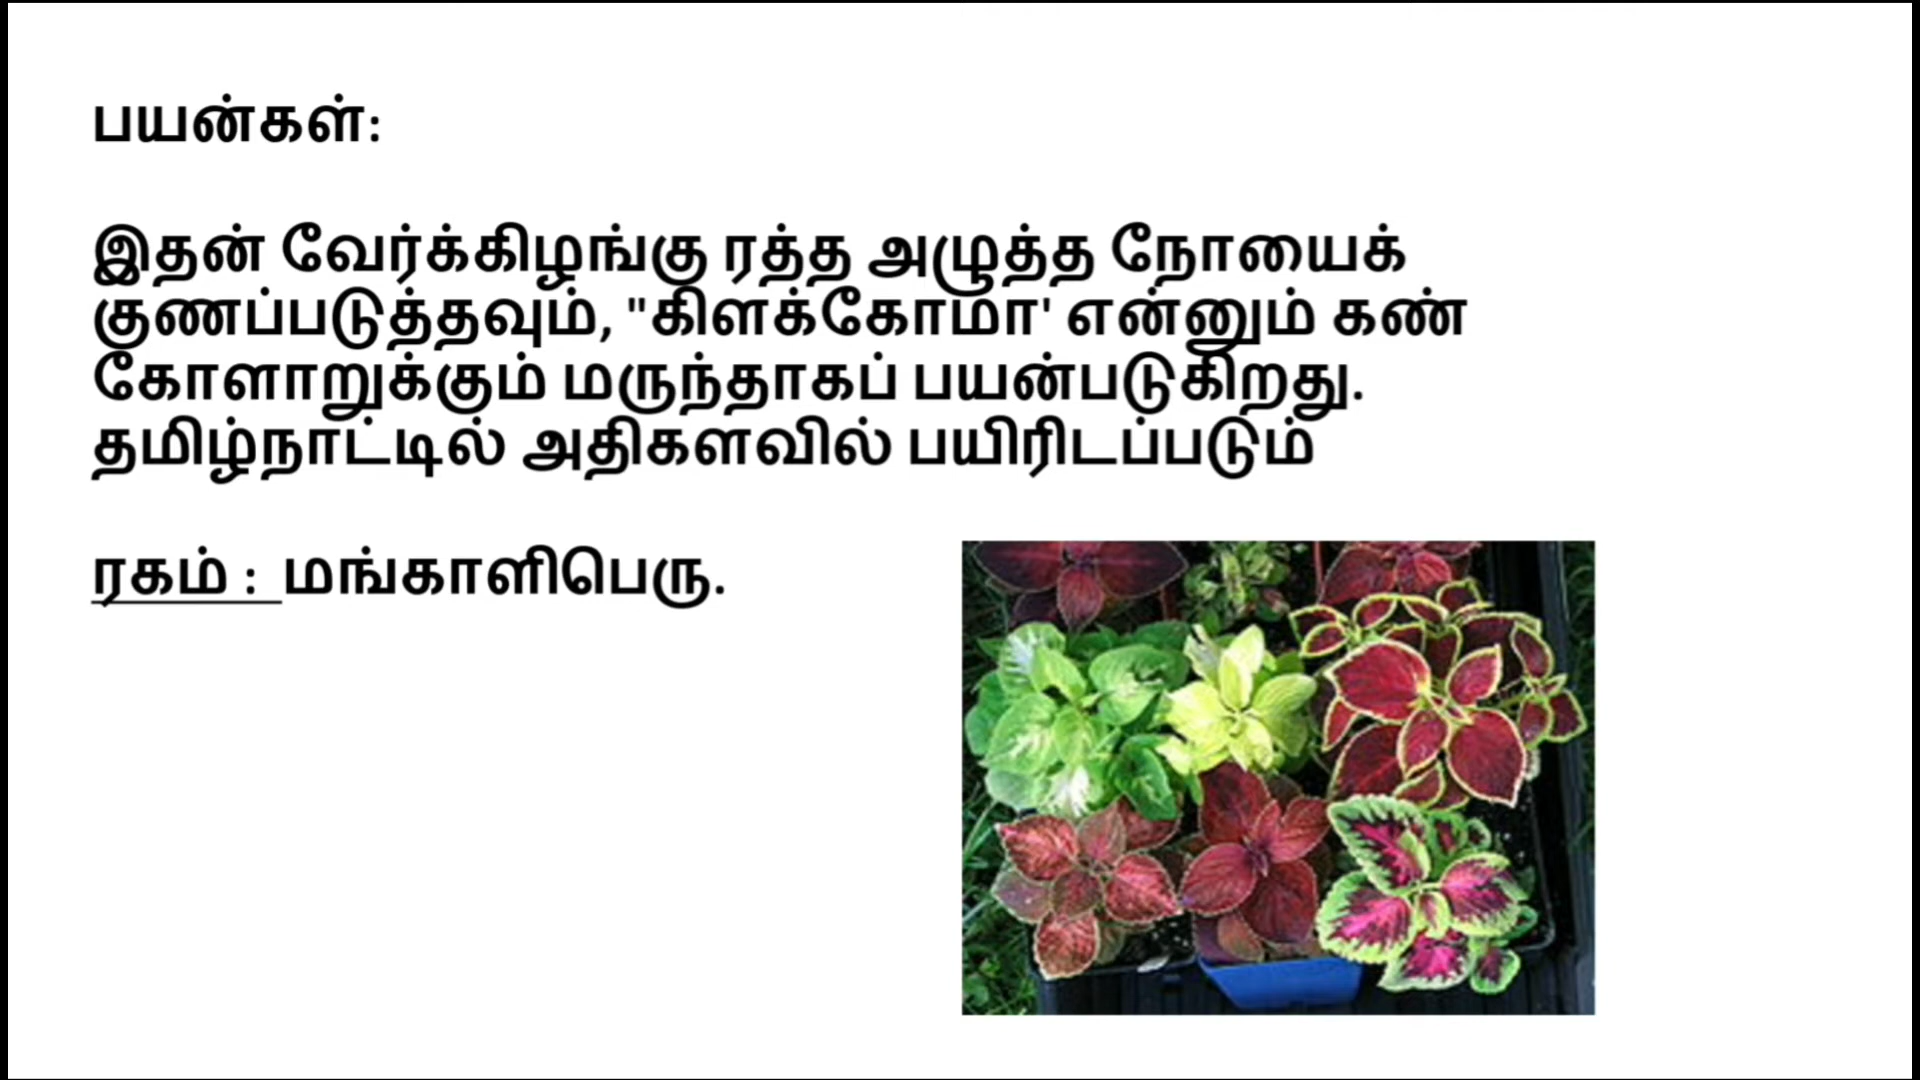 பயன்கள்:
இதன் வேர்க்கிழங்கு ரத்த அழுத்த நோயைக்
குணப்படுத்தவும், "கிளக்கோமா' என்னும் கண்
கோளாறுக்கும் மருந்தாகப் பயன்படுகிறது.
தமிழ்நாட்டில் அதிகளவில் பயிரிடப்படும்
ரகம் : மங்காளிபெரு.